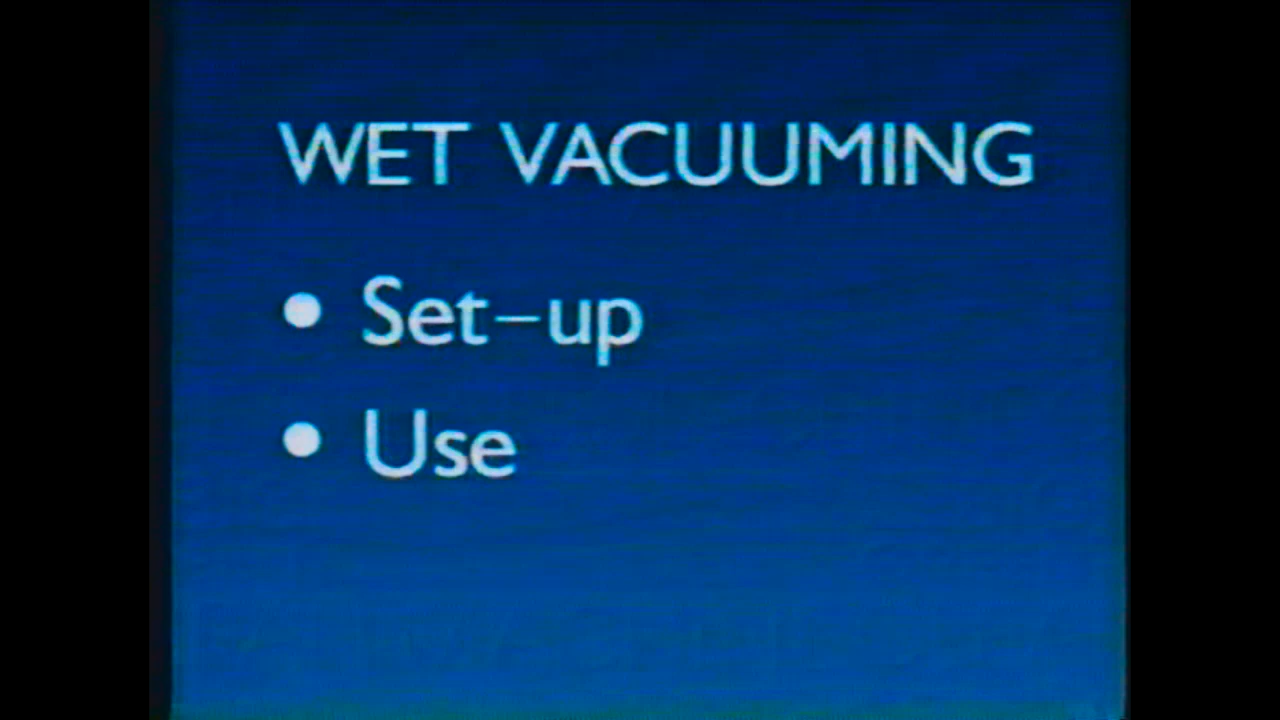 WET VACUUMING
• Set-up
• Use